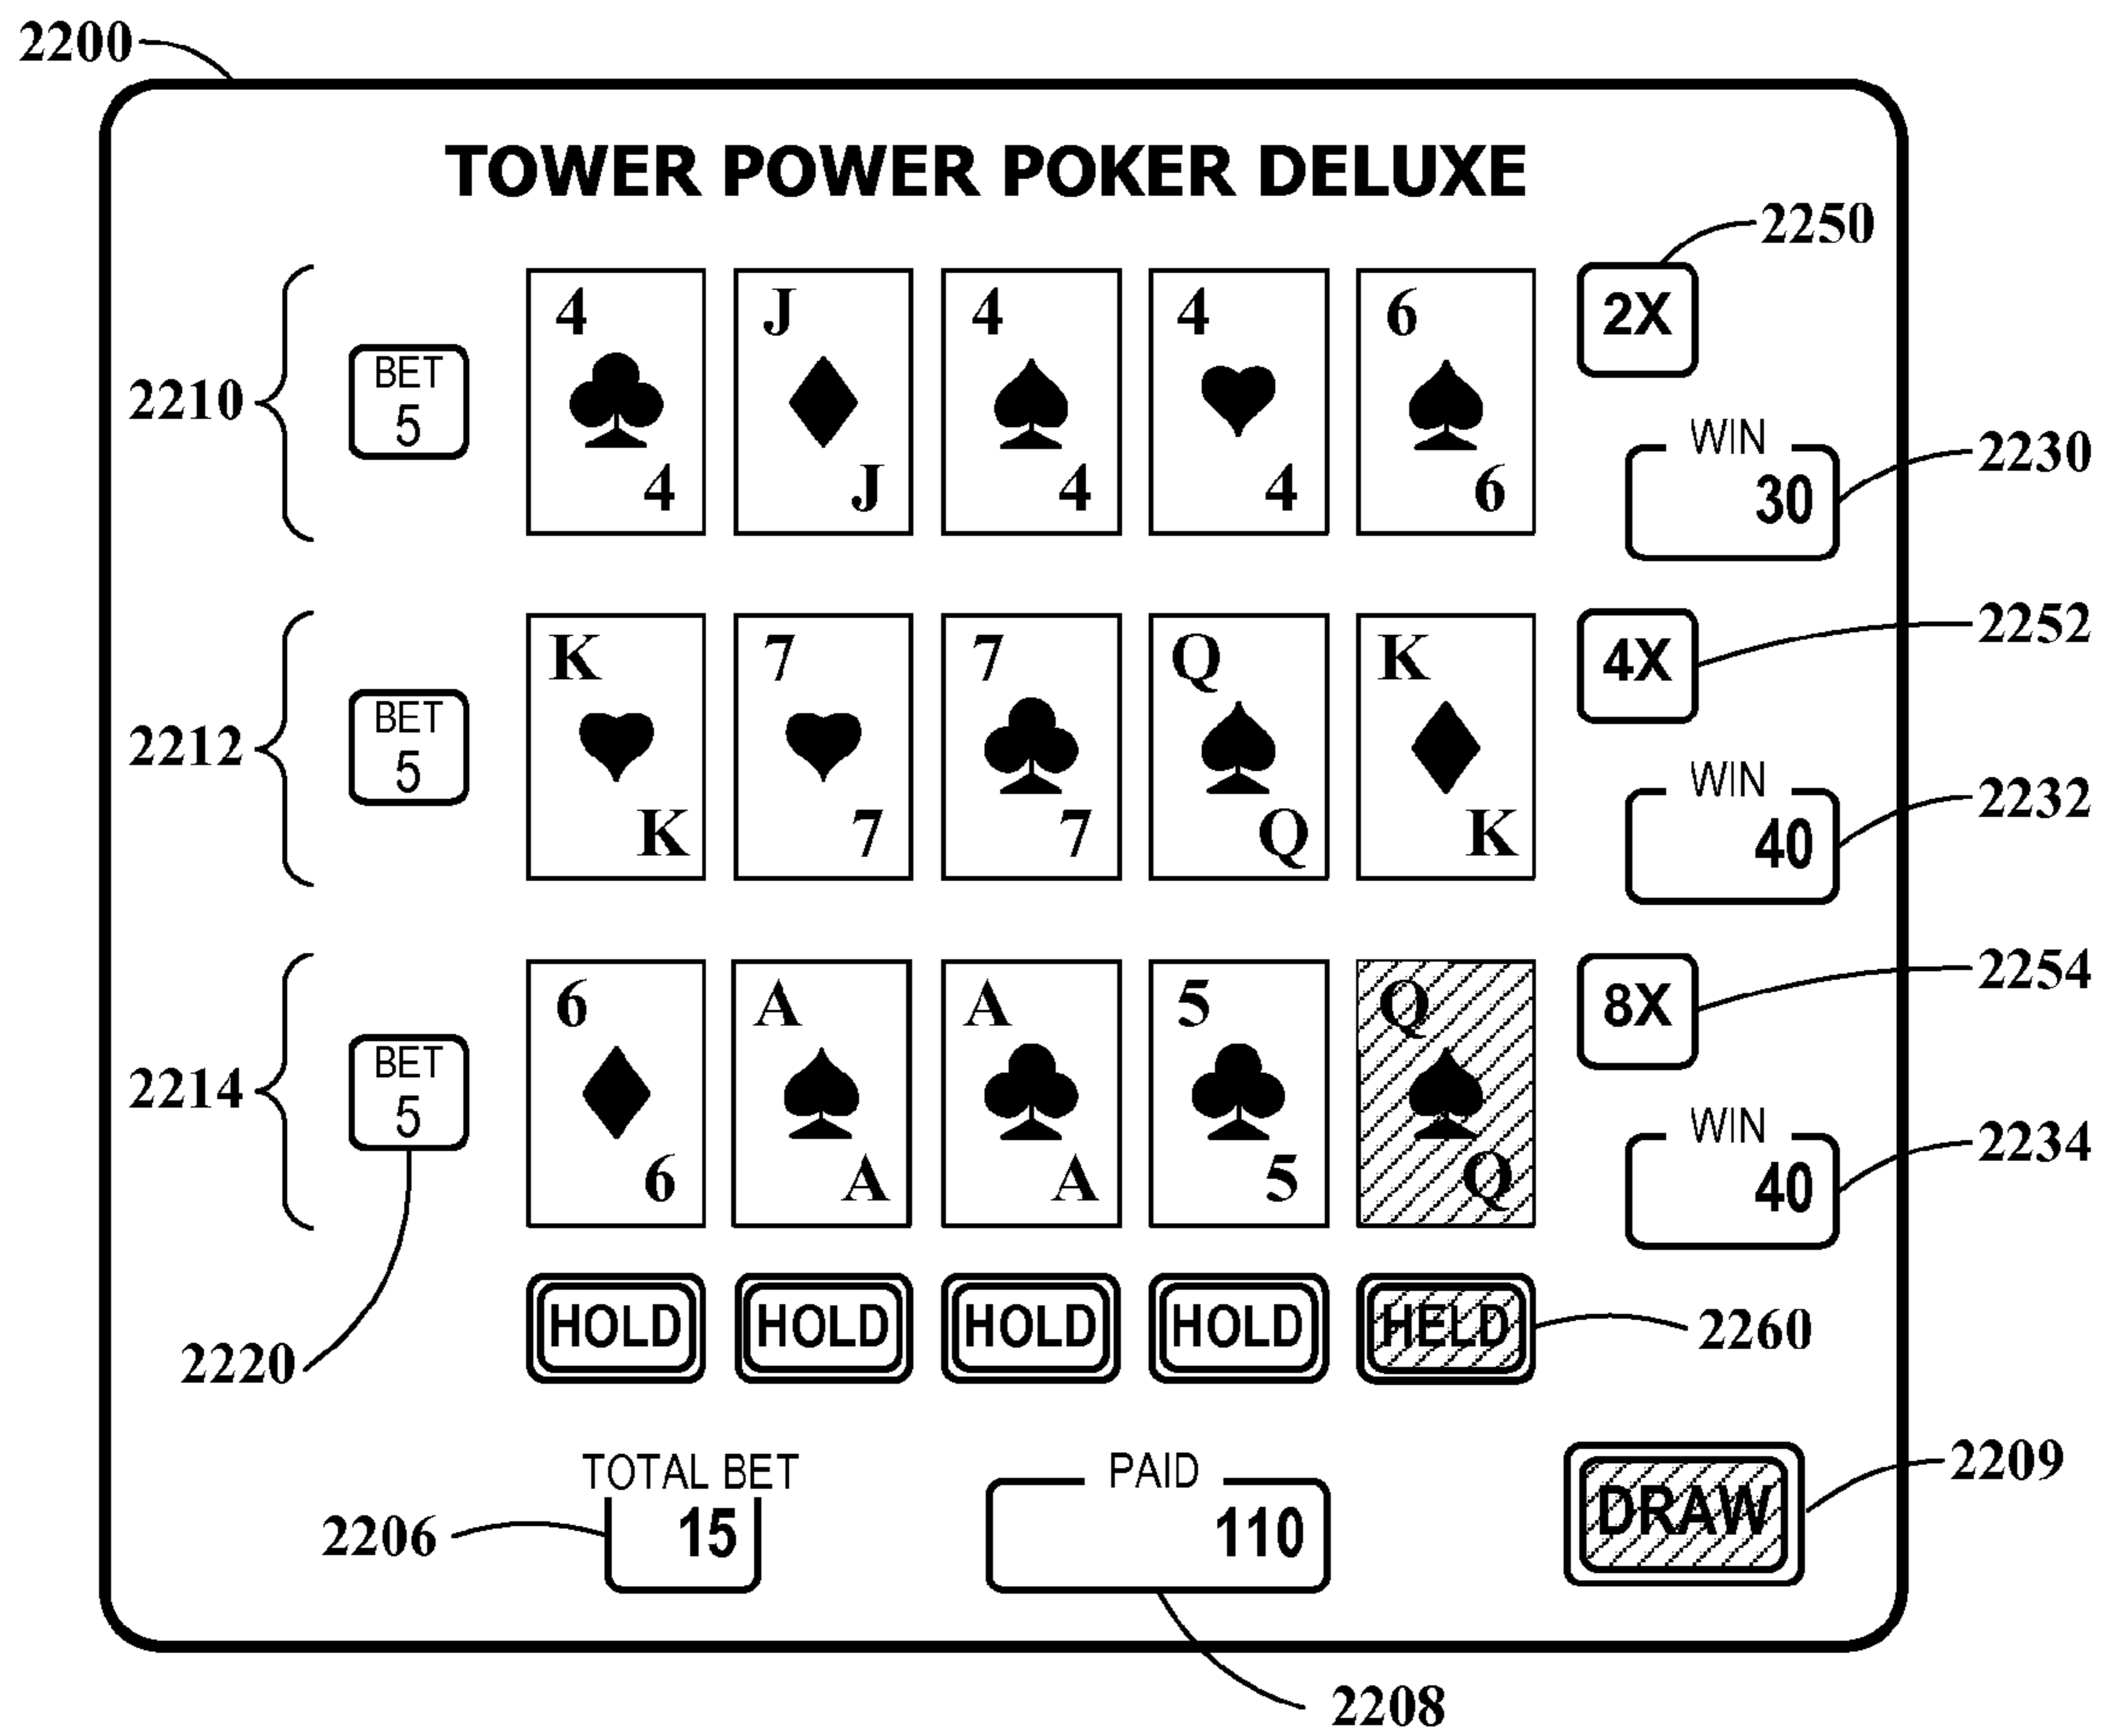 2200
TOWER POWER POKER DELUXE
2250
4 J 4 4 6
2X
2210
BET
5
WIN
30
2230
4 J 4 4 6
K 7 7 Q K
4X
2252
2212
BET
5
WIN
40
2232
K 7 7 Q K
6 A A 5 Q
8X
2254
2214
BET
5
WIN
40
2234
6 A A 5 Q
2220
HOLD HOLD HOLD HOLD HELD
2260
TOTAL BET
15
2206
PAID
110
DRAW
2209
2208